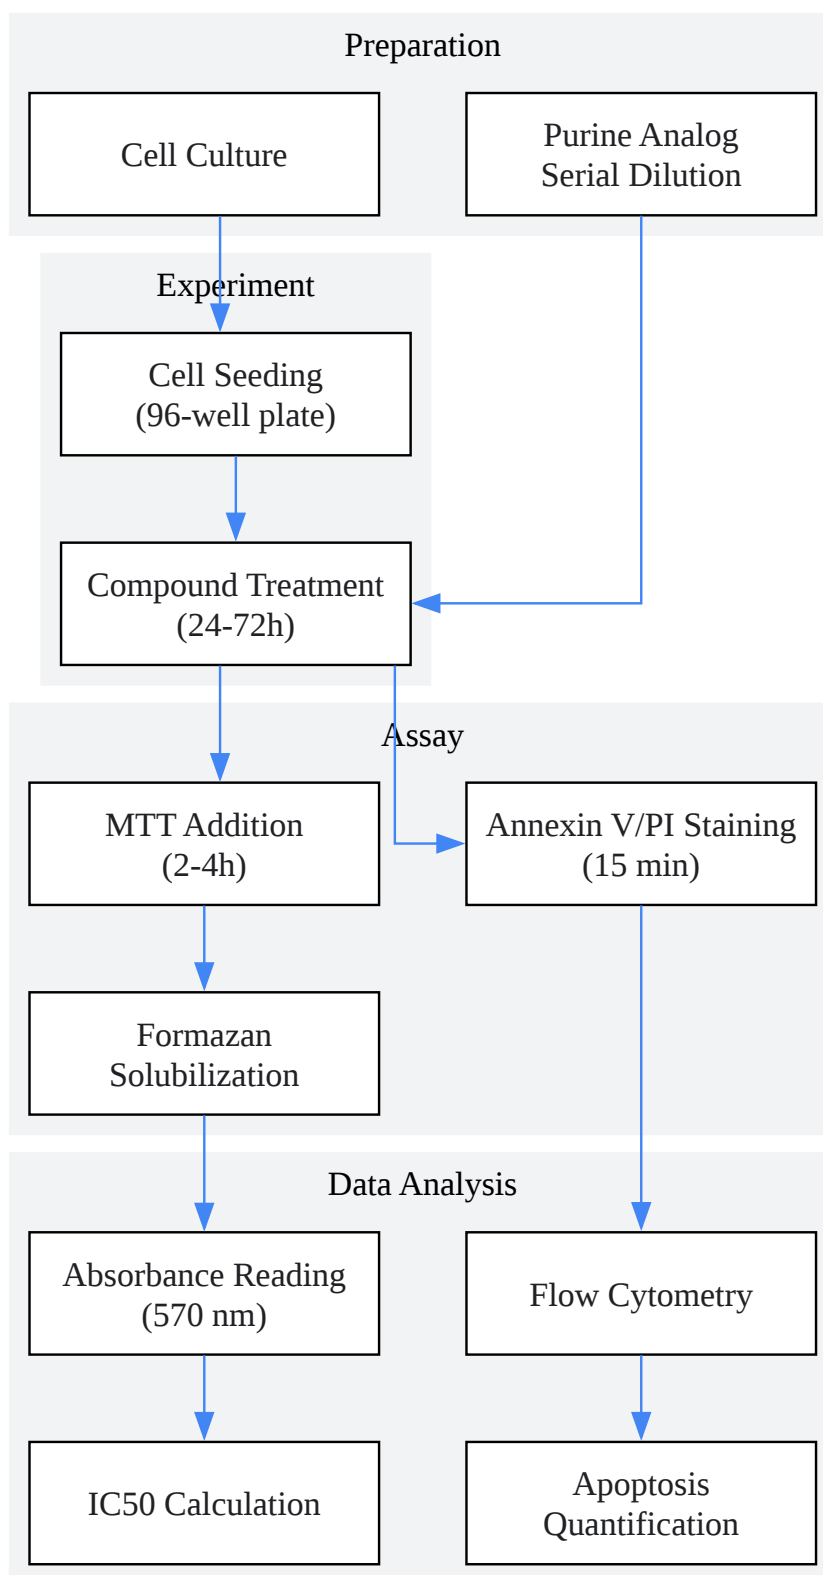 Preparation
Cell Culture
Purine Analog
Serial Dilution
Experiment
Cell Seeding
(96-well plate)
Compound Treatment
(24-72h)
Assay
MTT Addition
(2-4h)
Annexin V/PI Staining
(15 min)
Formazan
Solubilization
Data Analysis
Absorbance Reading
(570 nm)
Flow Cytometry
IC50 Calculation
Apoptosis
Quantification